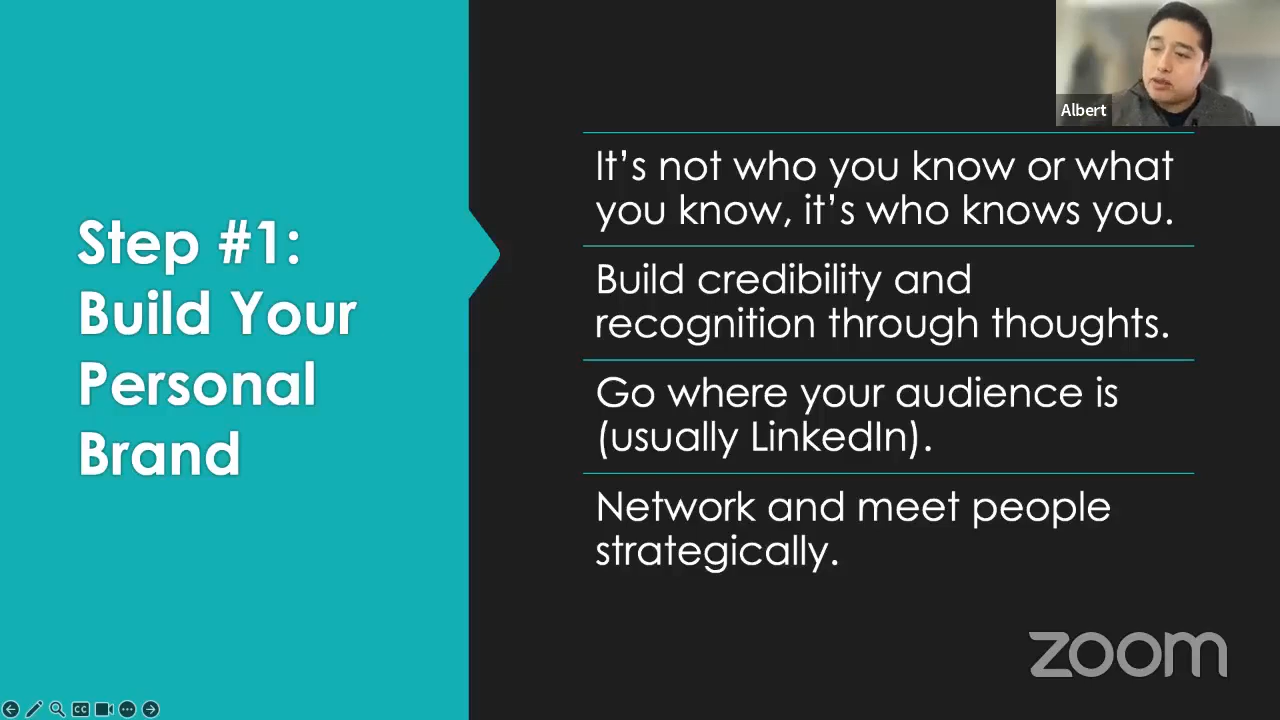 Albert
Step #1:
Build Your
Personal
Brand
It's not who you know or what
you know, it's who knows you.
Build credibility and
recognition through thoughts.
Go where your audience is
(usually LinkedIn).
Network and meet people
strategically.
zoom
CC